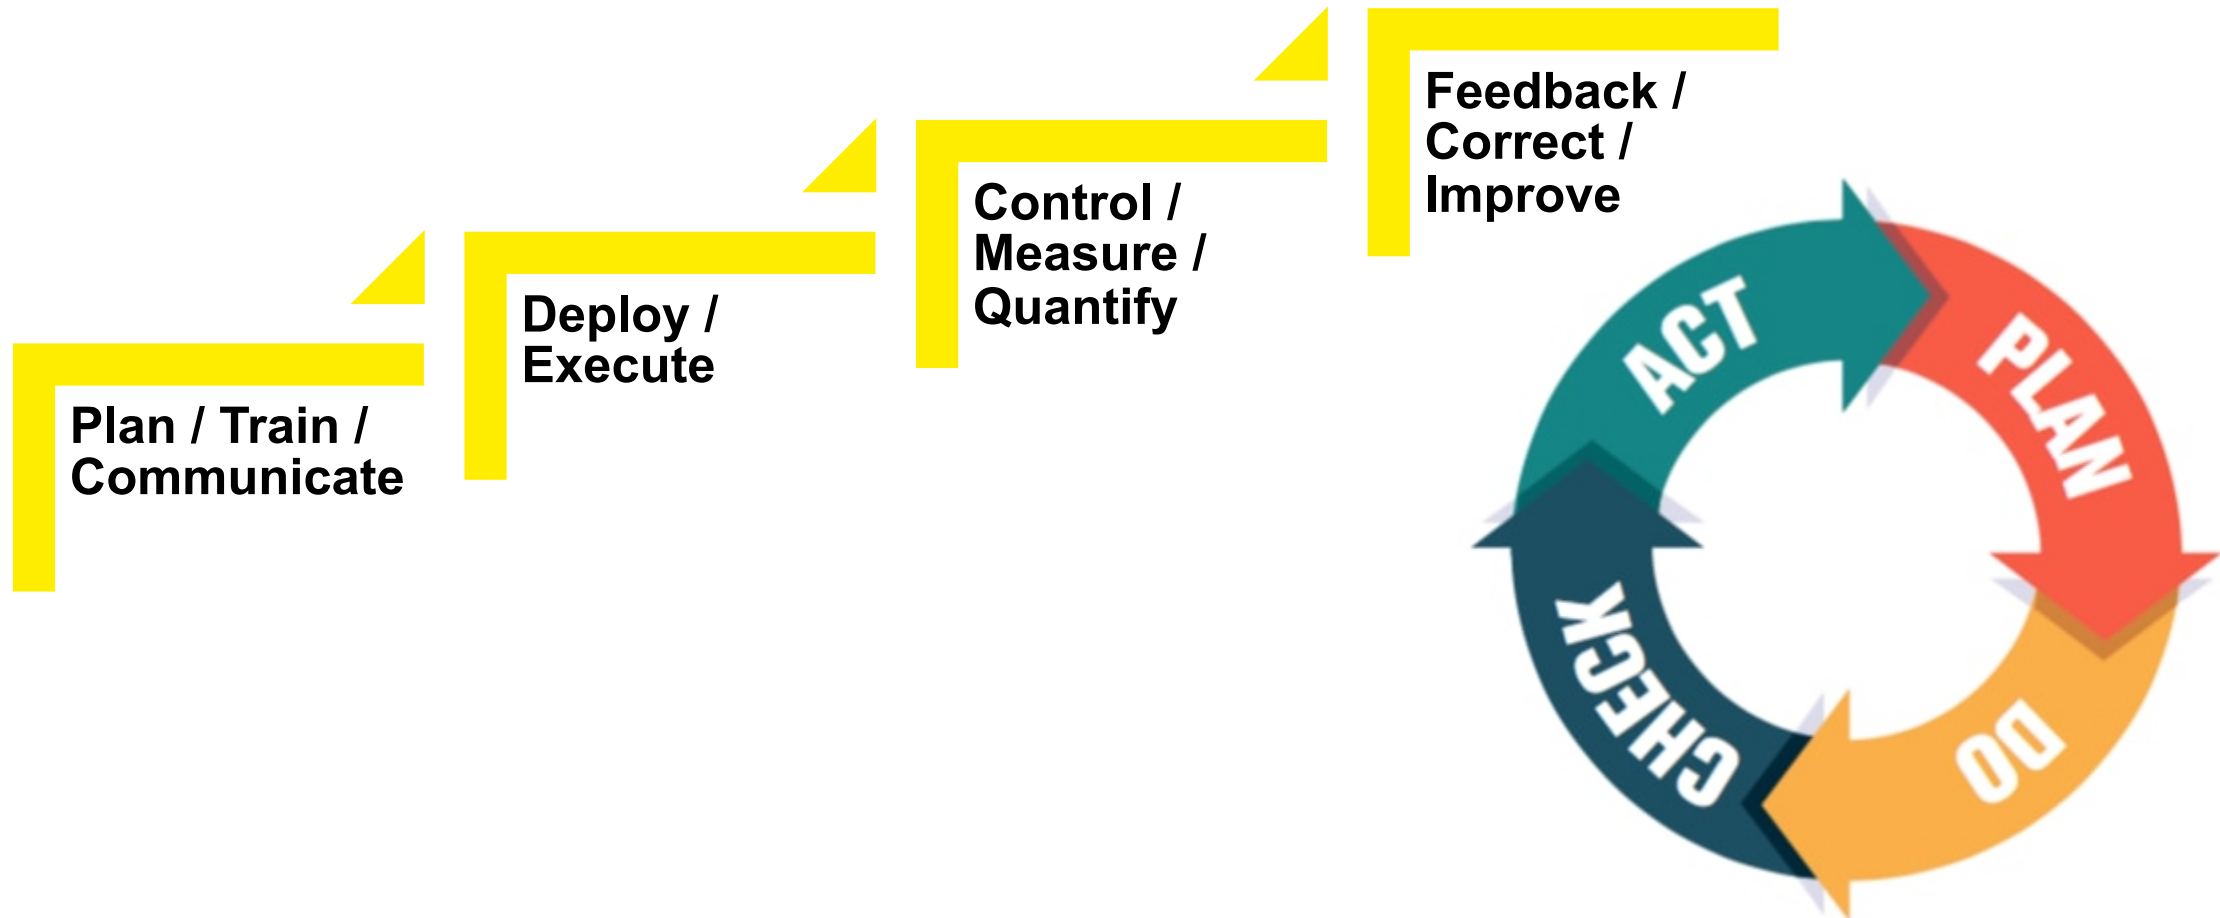 Plan / Train /
Communicate
Deploy /
Execute
Control /
Measure /
Quantify
Feedback /
Correct /
Improve
PLAN
DO
CHECK
ACT